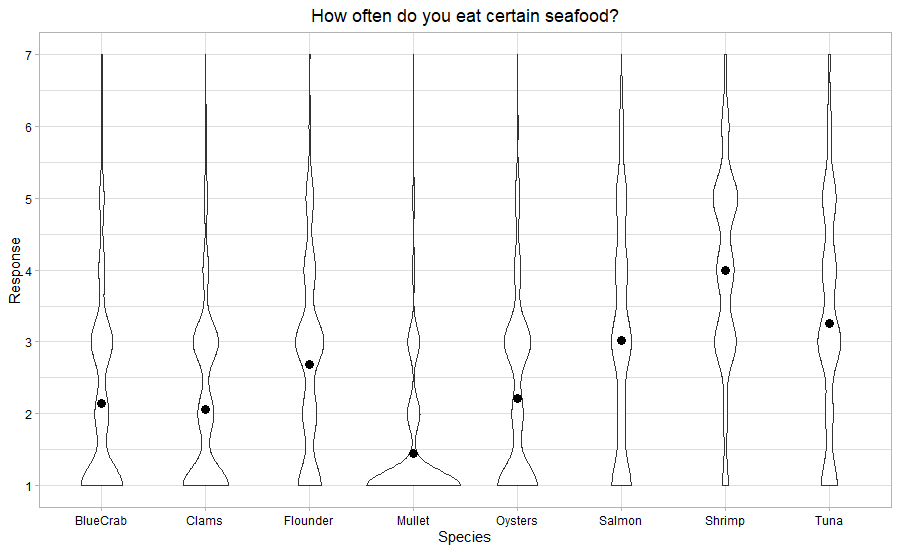 How often do you eat certain seafood?
Response
7
6
5
4
3
2
1
BlueCrab Clams Flounder Mullet Oysters Salmon Shrimp Tuna
Species